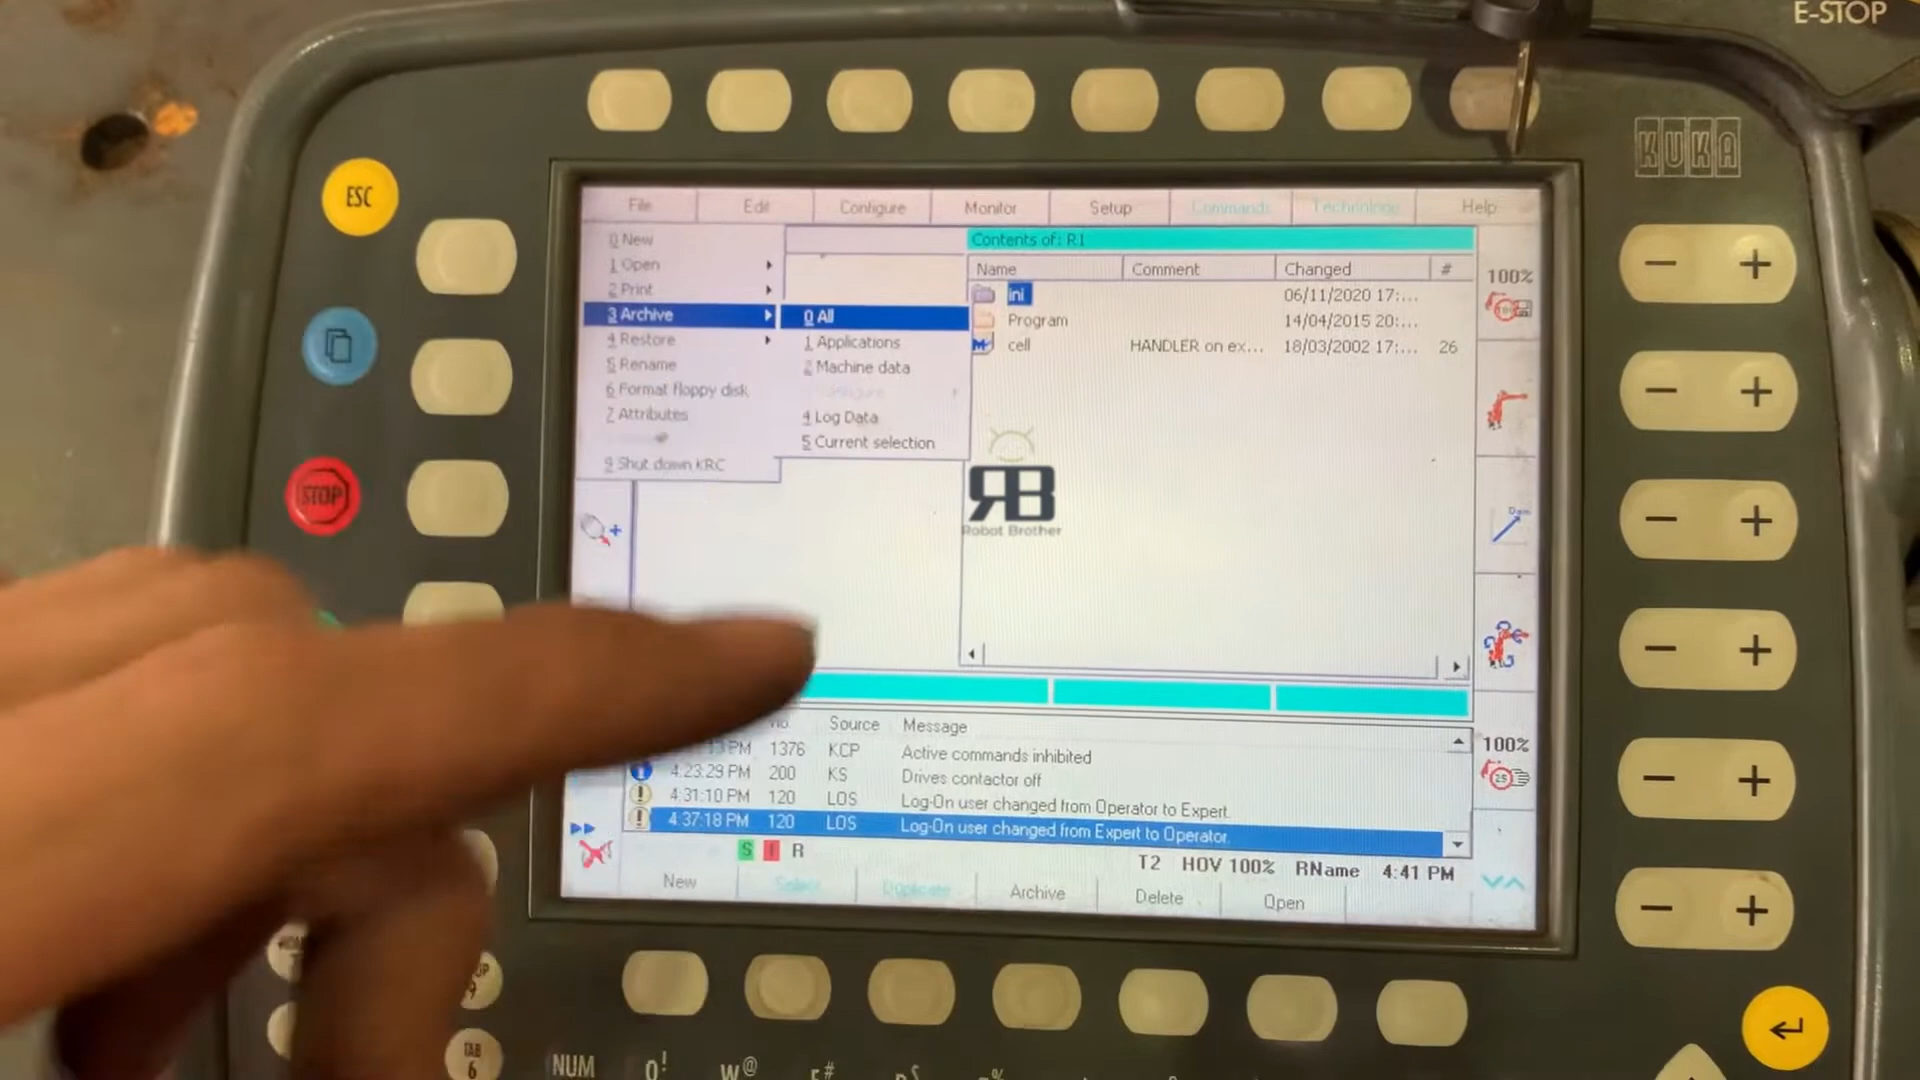 E-STOP
KUKA
ESC
File Edit Configure Monitor Setup Commands Technology Help
0 New
1 Open
2 Print
3 Archive
4 Restore
5 Rename
6 Format floppy disk
7 Attributes
9 Shut down KRC
0 All
1 Applications
2 Machine data
Configure
4 Log Data
5 Current selection
Contents of: R1
Name Comment Changed #
ini 06/11/2020 17:...
Program 14/04/2015 20:...
cell HANDLER on ex... 18/03/2002 17:... 26
100%
STOP
RB
Robot Brother
100%
No. Source Message
13 PM 1376 KCP Active commands inhibited
4:23:29 PM 200 KS Drives contactor off
4:31:10 PM 120 LOS Log-On user changed from Operator to Expert.
4:37:18 PM 120 LOS Log-On user changed from Expert to Operator.
S I R T2 HOV 100% RName 4:41 PM
New Select Duplicate Archive Delete Open
TAB
6
NUM
Q!
W@